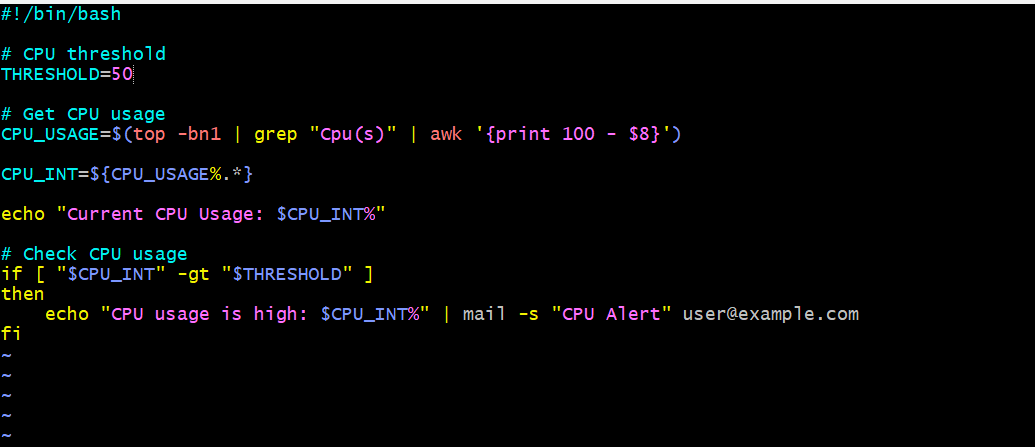 #!/bin/bash
# CPU threshold
THRESHOLD=50
# Get CPU usage
CPU_USAGE=$(top -bn1 | grep "Cpu(s)" | awk '{print 100 - $8}')
CPU_INT=${CPU_USAGE%.*}
echo "Current CPU Usage: $CPU_INT%"
# Check CPU usage
if [ "$CPU_INT" -gt "$THRESHOLD" ]
then
    echo "CPU usage is high: $CPU_INT%" | mail -s "CPU Alert" user@example.com
fi
~
~
~
~
~